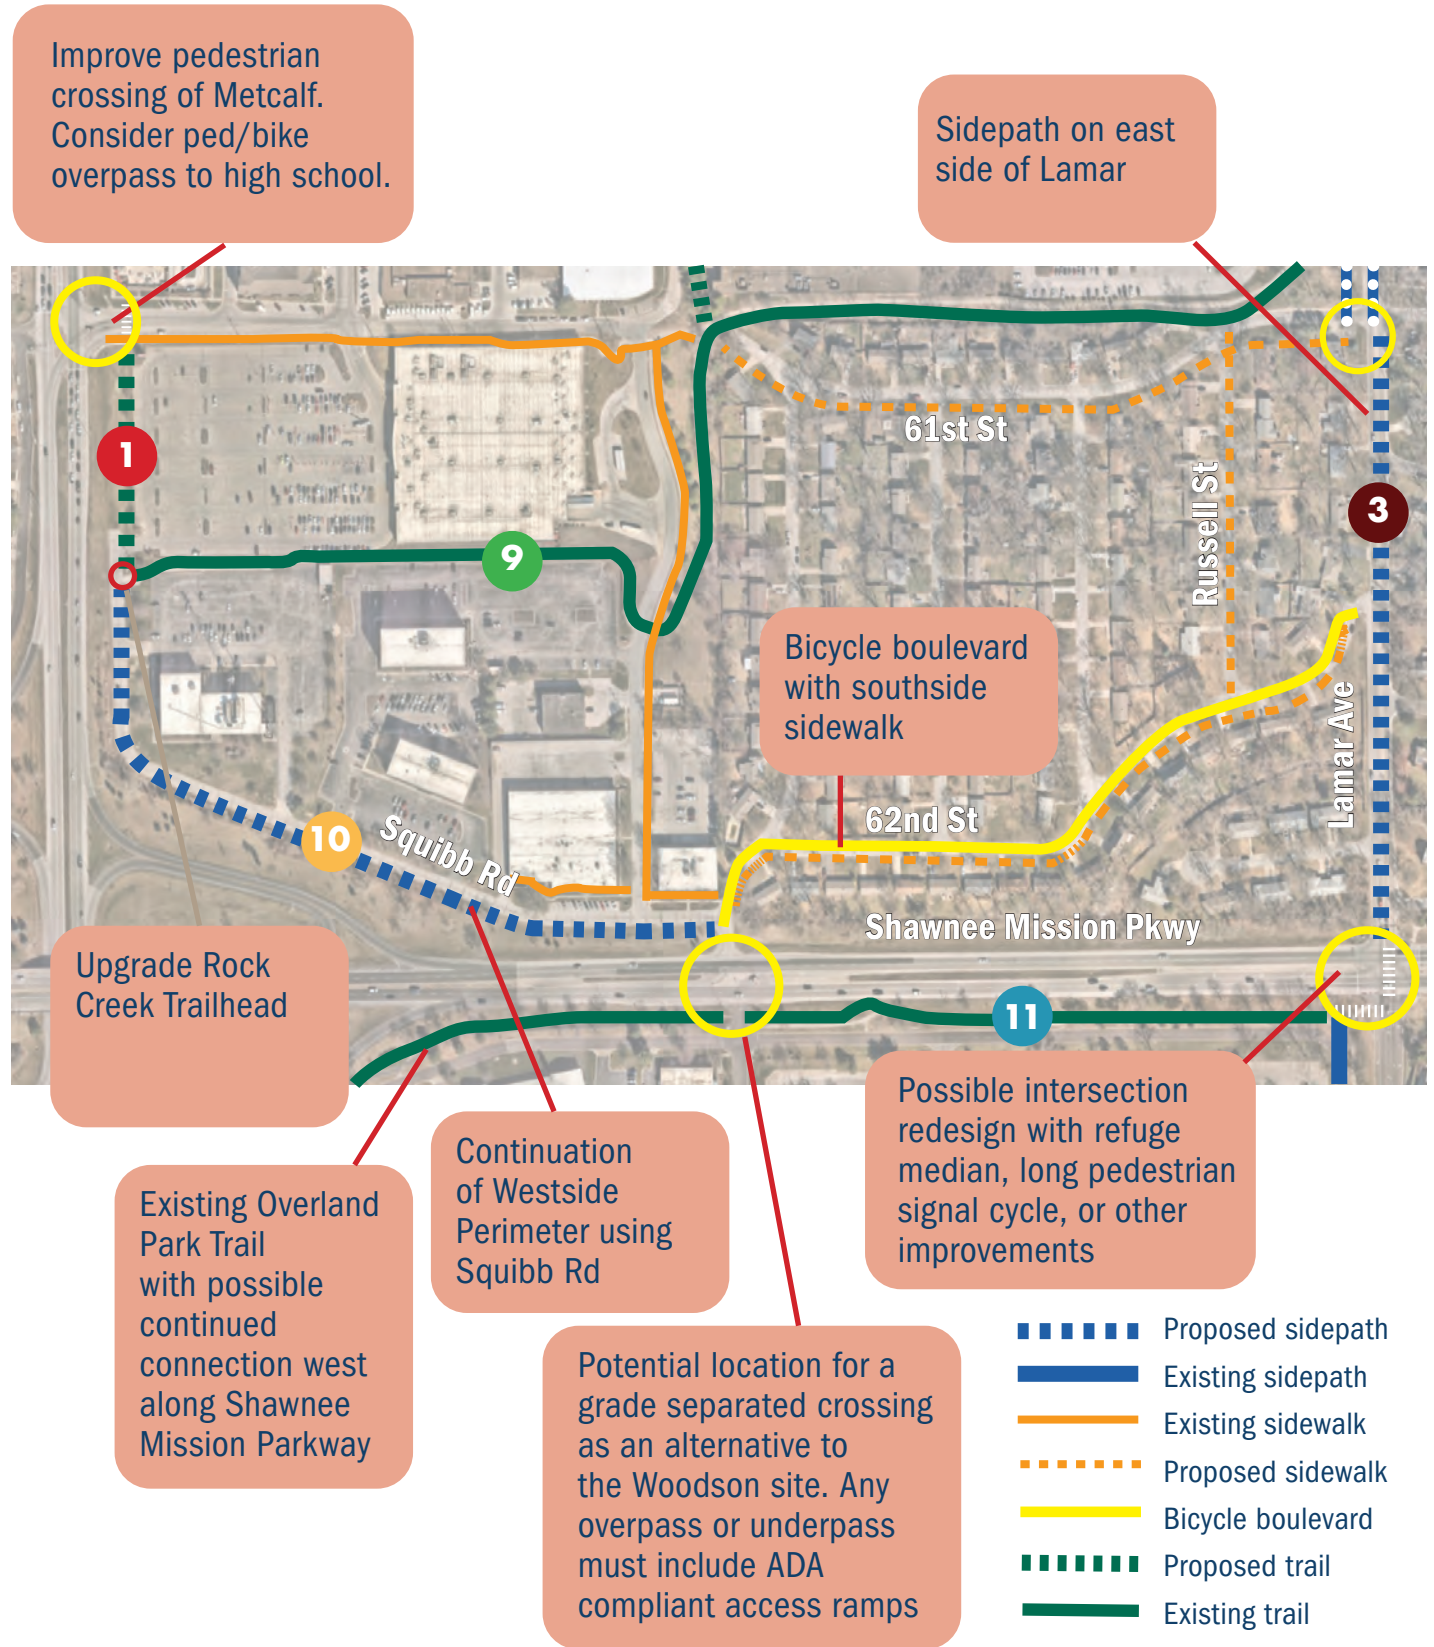 Improve pedestrian
crossing of Metcalf.
Consider ped/bike
overpass to high school.
Sidepath on east
side of Lamar
1
61st St
Russell St
3
9
Bicycle boulevard
with southside
sidewalk
Lamar Ave
62nd St
10
Squibb Rd
Shawnee Mission Pkwy
11
Upgrade Rock
Creek Trailhead
Existing Overland
Park Trail
with possible
continued
connection west
along Shawnee
Mission Parkway
Continuation
of Westside
Perimeter using
Squibb Rd
Potential location for a
grade separated crossing
as an alternative to
the Woodson site. Any
overpass or underpass
must include ADA
compliant access ramps
Possible intersection
redesign with refuge
median, long pedestrian
signal cycle, or other
improvements
Proposed sidepath
Existing sidepath
Existing sidewalk
Proposed sidewalk
Bicycle boulevard
Proposed trail
Existing trail